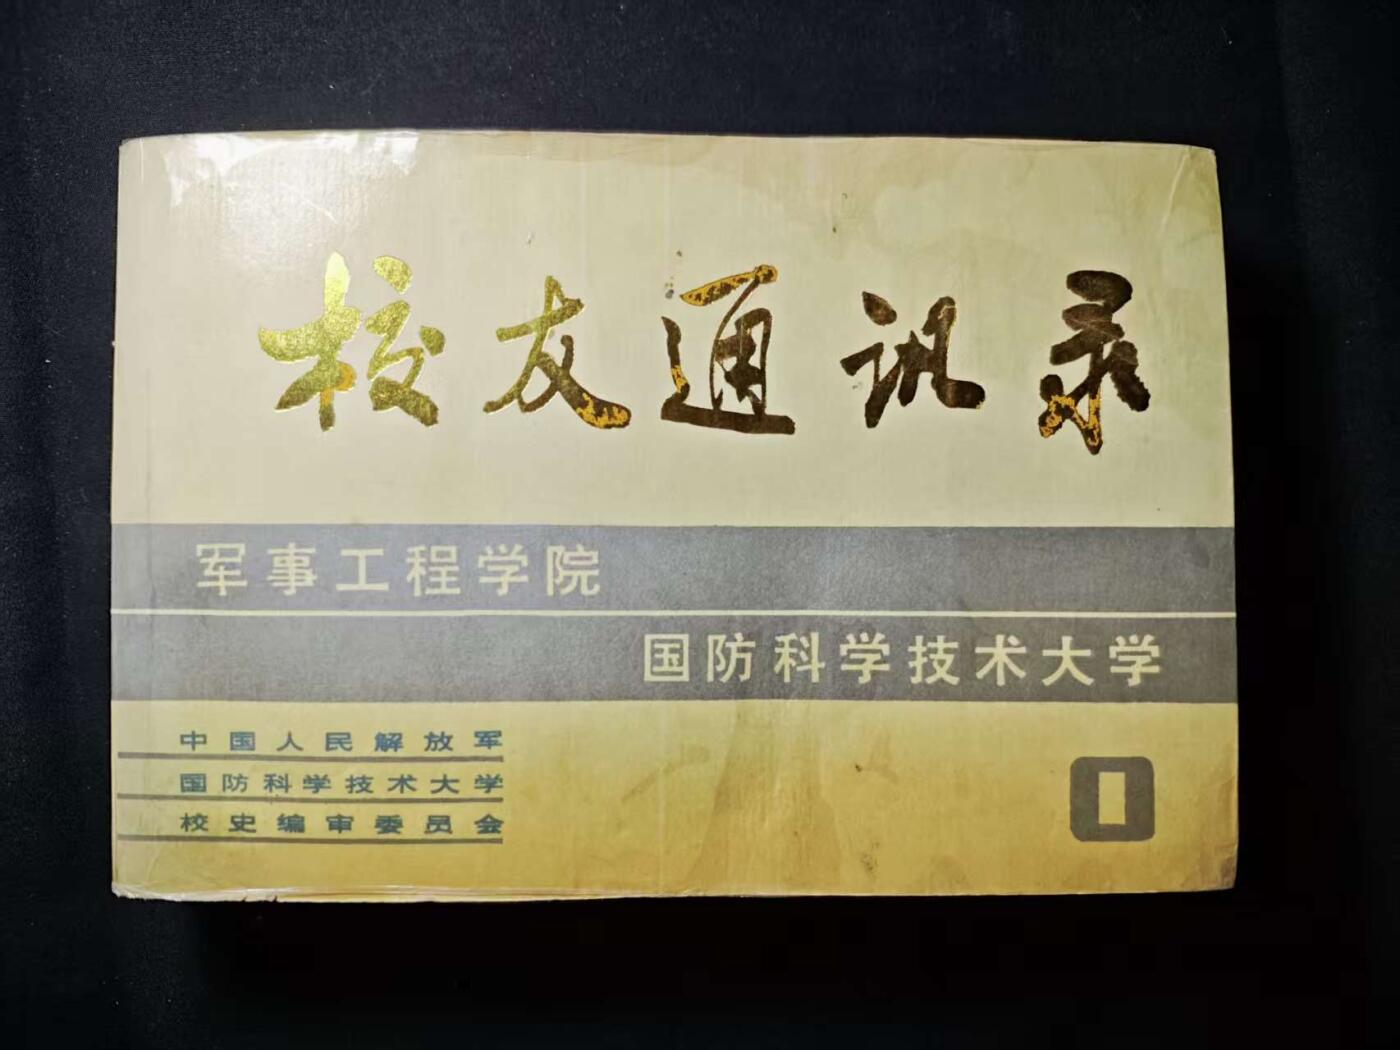 校友通讯录
军事工程学院
国防科学技术大学
中国人民解放军
国防科学技术大学
校史编审委员会
1